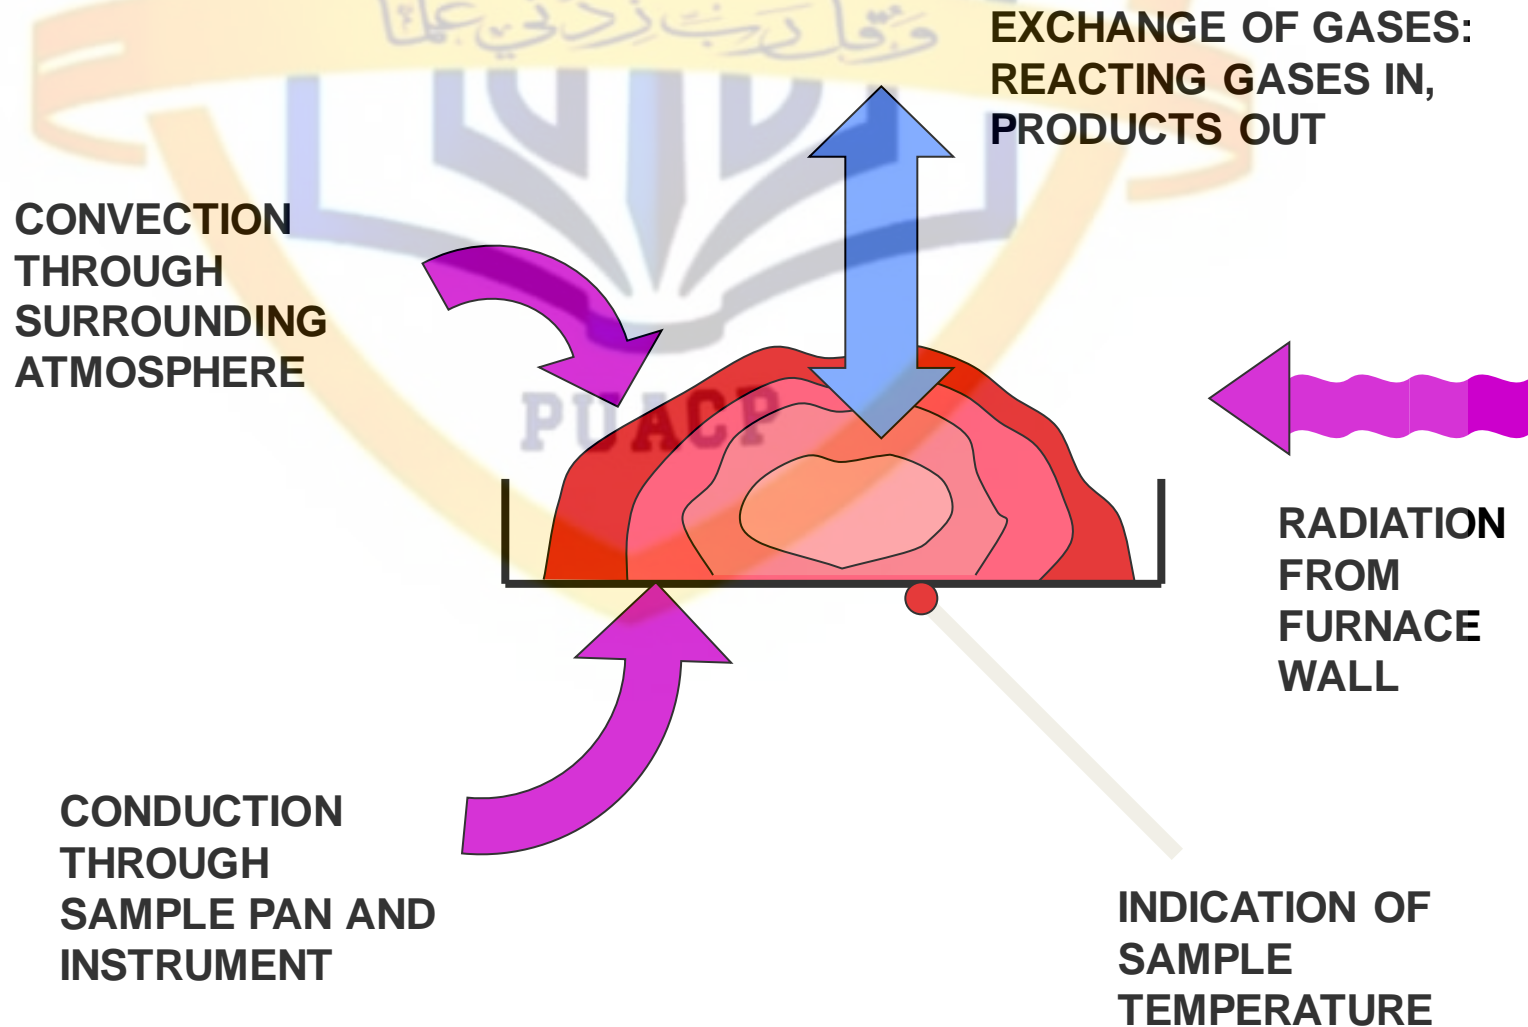 وَقُل رَّبِّ زِدْنِي عِلْمًا
EXCHANGE OF GASES:
REACTING GASES IN,
PRODUCTS OUT
CONVECTION
THROUGH
SURROUNDING
ATMOSPHERE
PUACP
RADIATION
FROM
FURNACE
WALL
CONDUCTION
THROUGH
SAMPLE PAN AND
INSTRUMENT
INDICATION OF
SAMPLE
TEMPERATURE